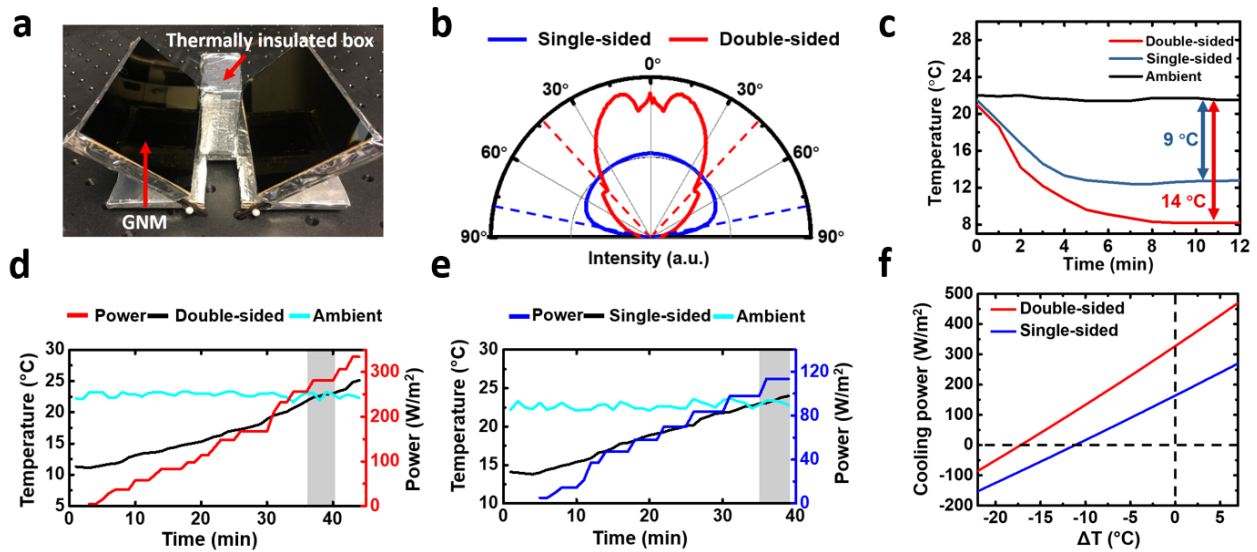 a
Thermally insulated box
GNM
b
Single-sided
Double-sided
0°
30°
30°
60°
60°
90°
90°
Intensity (a.u.)
c
Temperature (°C)
28
24
20
16
12
8
Double-sided
Single-sided
Ambient
9 °C
14 °C
0 2 4 6 8 10 12
Time (min)
d
Power Double-sided Ambient
Temperature (°C)
30
25
20
15
10
5
300
200
100
0
Power (W/m²)
0 10 20 30 40
Time (min)
e
Power Single-sided Ambient
Temperature (°C)
30
25
20
15
10
120
80
40
0
Power (W/m²)
0 10 20 30 40
Time (min)
f
Cooling power (W/m²)
500
400
300
200
100
0
-100
-200
Double-sided
Single-sided
-20 -15 -10 -5 0 5
ΔT (°C)